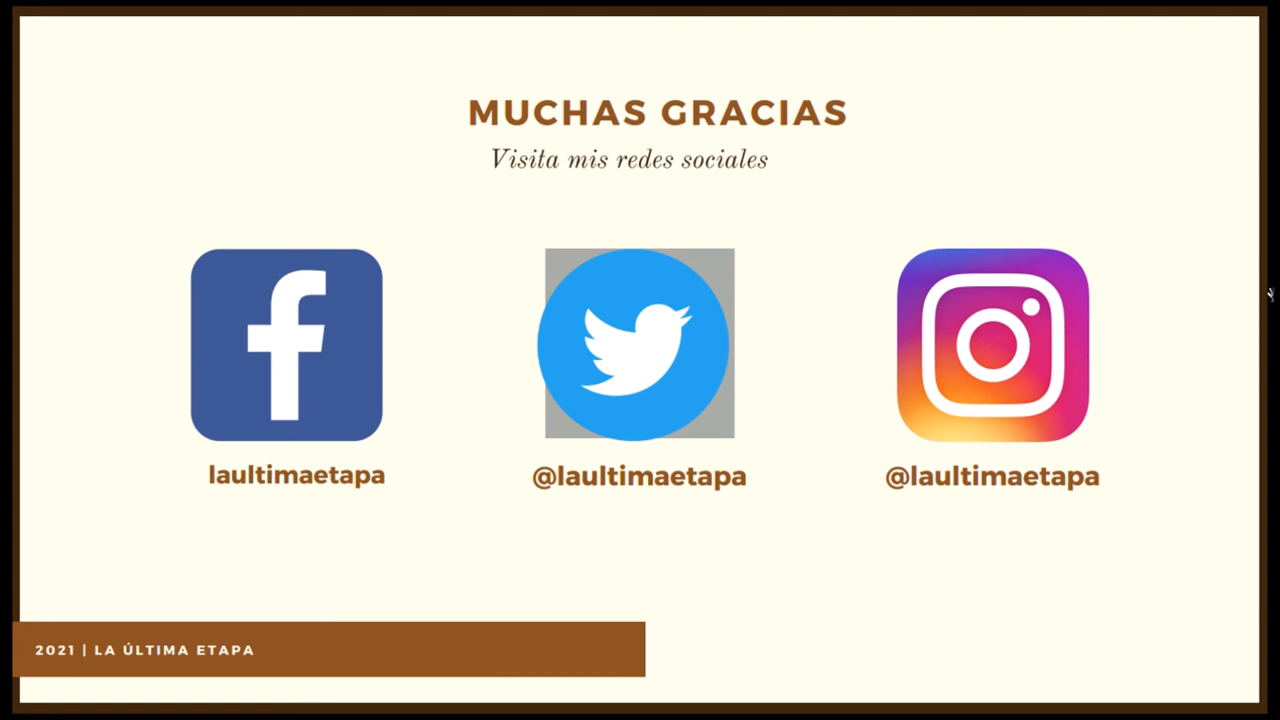 MUCHAS GRACIAS
Visita mis redes sociales
laultimaetapa
@laultimaetapa
@laultimaetapa
2021 | LA ÚLTIMA ETAPA